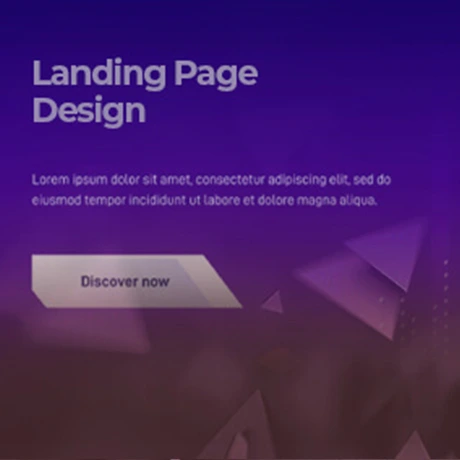 Landing Page
Design
Lorem ipsum dolor sit amet, consectetur adipiscing elit, sed do
eiusmod tempor incididunt ut labore et dolore magna aliqua.
Discover now